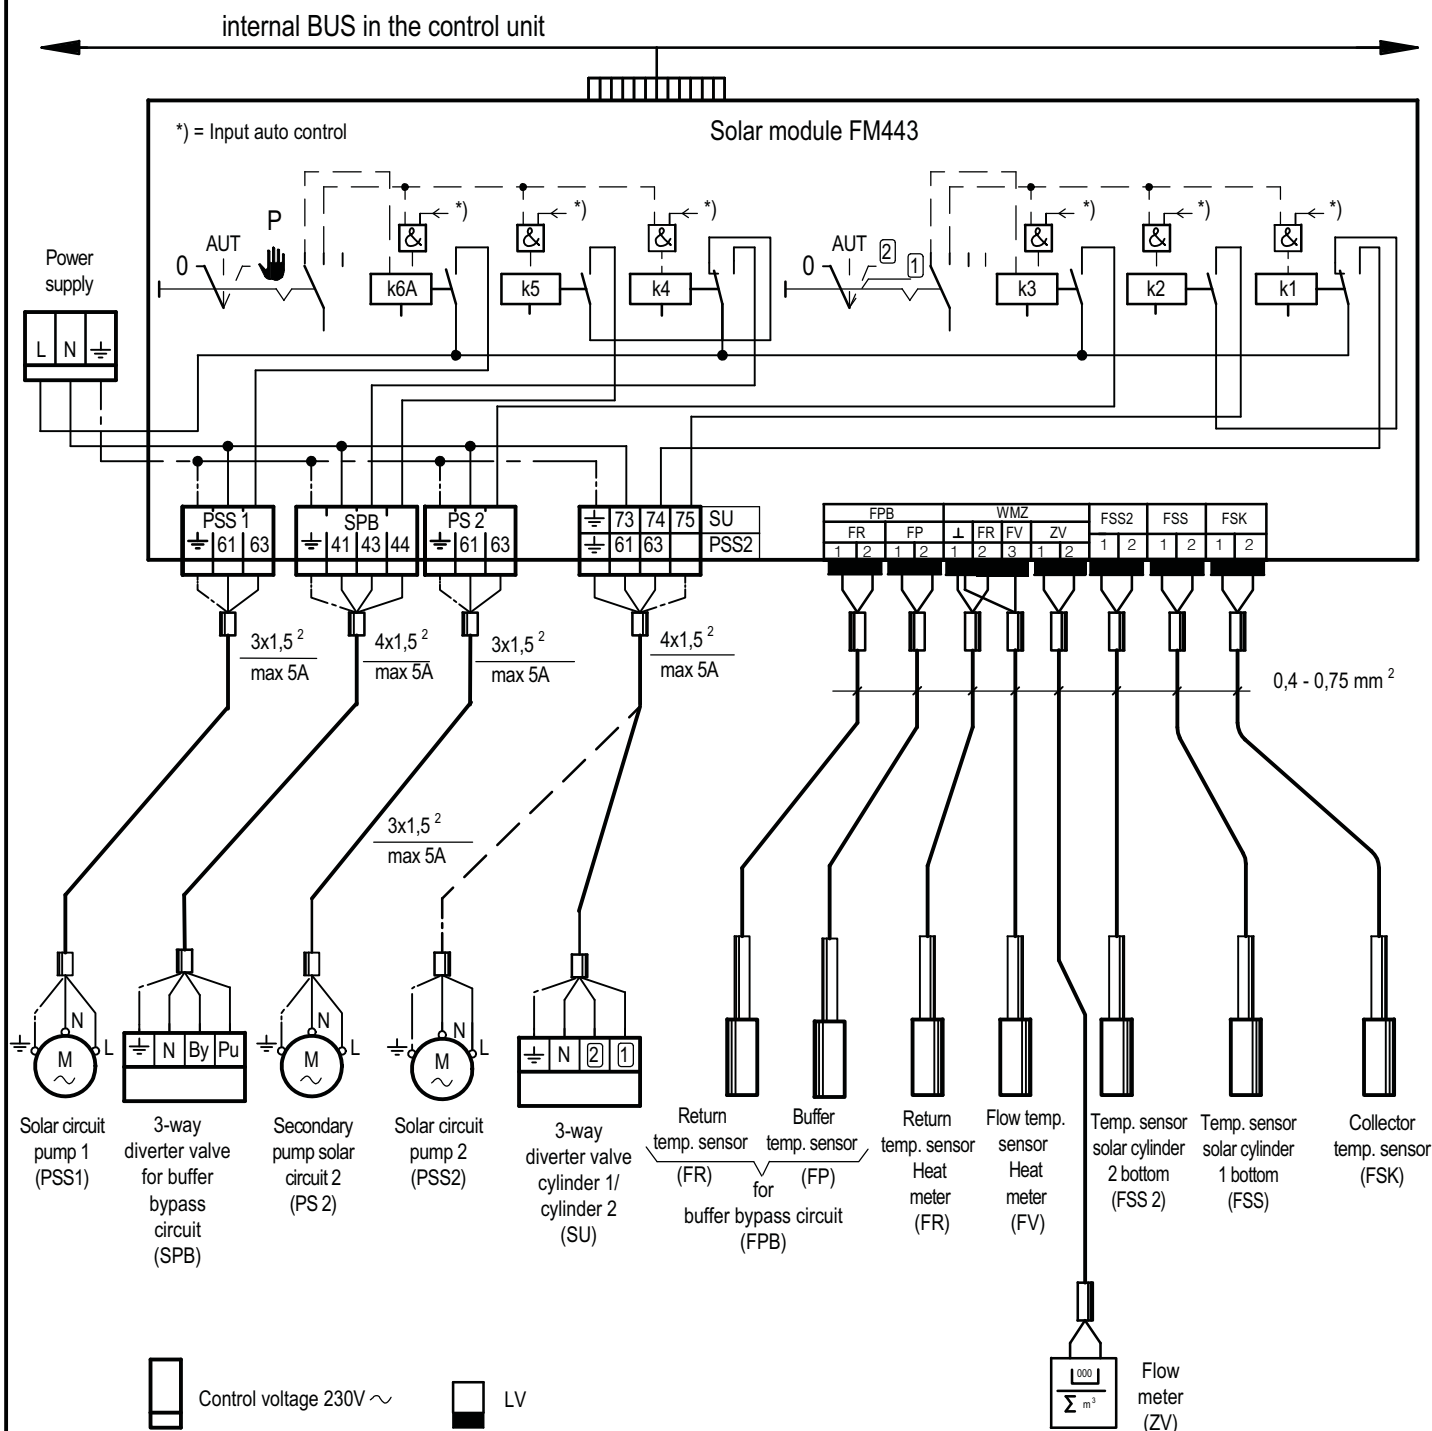 internal BUS in the control unit
*) = Input auto control
Solar module FM443
Power
supply
L N
0 AUT P
& *) & *) & *)
k6A k5 k4
0 AUT 2 1
& *) & *) & *)
k3 k2 k1
PSS 1
61 63
SPB
41 43 44
PS 2
61 63
73 74 75 SU
61 63 PSS2
FPB WMZ FSS2 FSS FSK
FR FP ⊥ FR FV ZV
1 2 1 2 1 2 3 1 2 1 2 1 2 1 2
3x1,5 2
max 5A
4x1,5 2
max 5A
3x1,5 2
max 5A
4x1,5 2
max 5A
0,4 - 0,75 mm 2
3x1,5 2
max 5A
N
M
L
N By Pu
N
M
L
N
M
L
N 2 1
Solar circuit
pump 1
(PSS1)
3-way
diverter valve
for buffer
bypass
circuit
(SPB)
Secondary
pump solar
circuit 2
(PS 2)
Solar circuit
pump 2
(PSS2)
3-way
diverter valve
cylinder 1/
cylinder 2
(SU)
Return
temp. sensor
(FR)
Buffer
temp. sensor
(FP)
for
buffer bypass circuit
(FPB)
Return
temp. sensor
Heat
meter
(FR)
Flow temp.
sensor
Heat
meter
(FV)
Temp. sensor
solar cylinder
2 bottom
(FSS 2)
Temp. sensor
solar cylinder
1 bottom
(FSS)
Collector
temp. sensor
(FSK)
000
Σ m³
Flow
meter
(ZV)
Control voltage 230V ~
LV